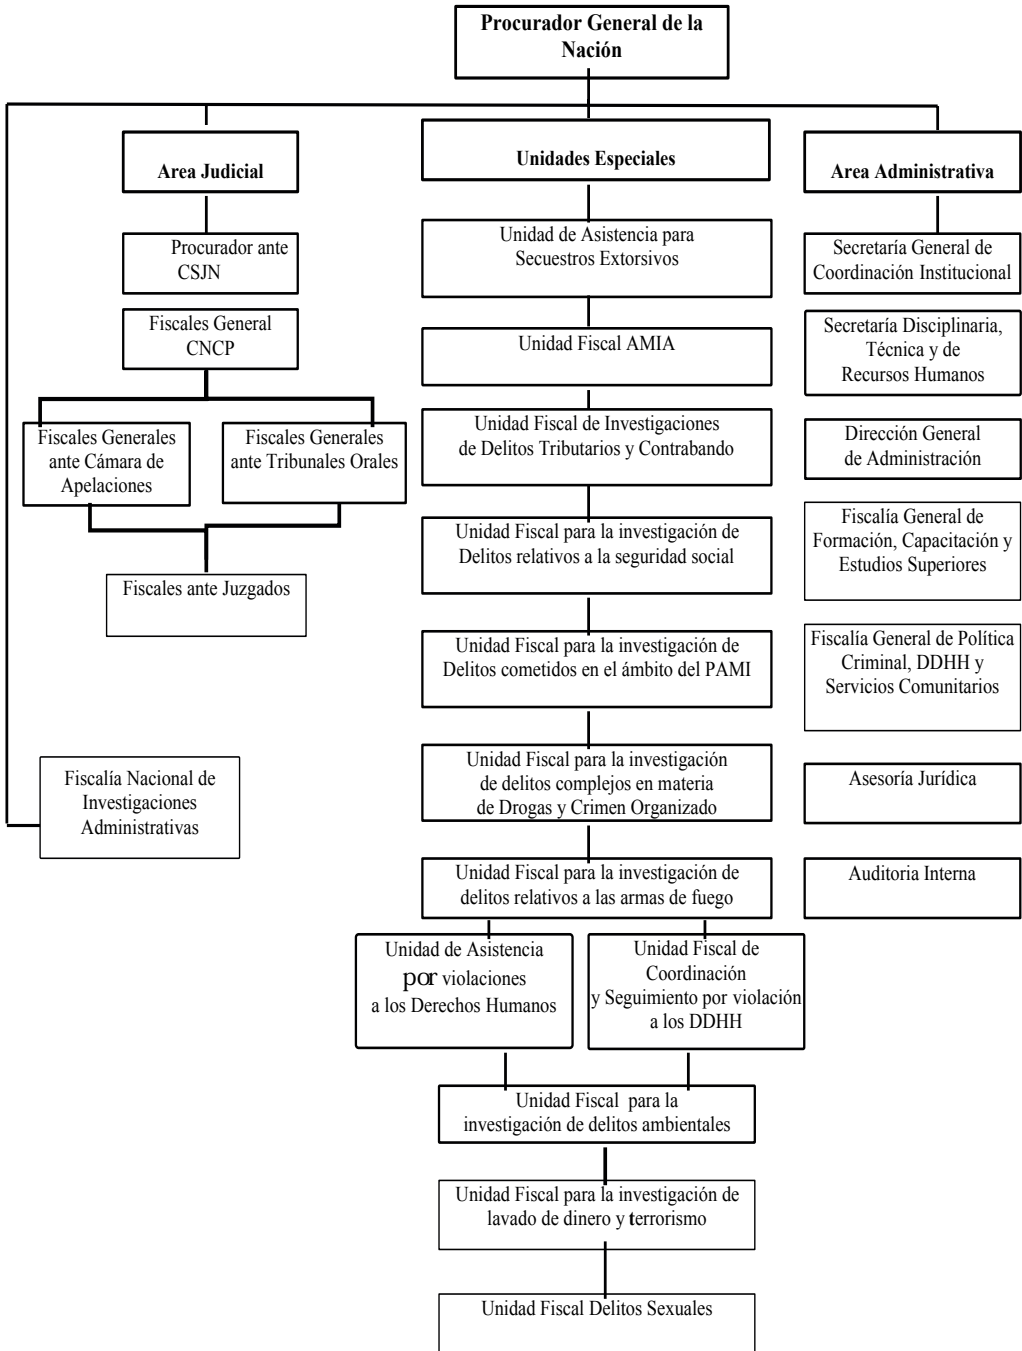 Procurador General de la
Nación
Area Judicial
Procurador ante
CSJN
Fiscales General
CNCP
Fiscales Generales
ante Cámara de
Apelaciones
Fiscales Generales
ante Tribunales Orales
Fiscales ante Juzgados
Fiscalía Nacional de
Investigaciones
Administrativas
Unidades Especiales
Unidad de Asistencia para
Secuestros Extorsivos
Unidad Fiscal AMIA
Unidad Fiscal de Investigaciones
de Delitos Tributarios y Contrabando
Unidad Fiscal para la investigación de
Delitos relativos a la seguridad social
Unidad Fiscal para la investigación de
Delitos cometidos en el ámbito del PAMI
Unidad Fiscal para la investigación
de delitos complejos en materia
de Drogas y Crimen Organizado
Unidad Fiscal para la investigación de
delitos relativos a las armas de fuego
Unidad de Asistencia
por violaciones
a los Derechos Humanos
Unidad Fiscal de
Coordinación
y Seguimiento por violación
a los DDHH
Unidad Fiscal para la
investigación de delitos ambientales
Unidad Fiscal para la investigación de
lavado de dinero y terrorismo
Unidad Fiscal Delitos Sexuales
Area Administrativa
Secretaría General de
Coordinación Institucional
Secretaría Disciplinaria,
Técnica y de
Recursos Humanos
Dirección General
de Administración
Fiscalía General de
Formación, Capacitación y
Estudios Superiores
Fiscalía General de Política
Criminal, DDHH y
Servicios Comunitarios
Asesoría Jurídica
Auditoria Interna